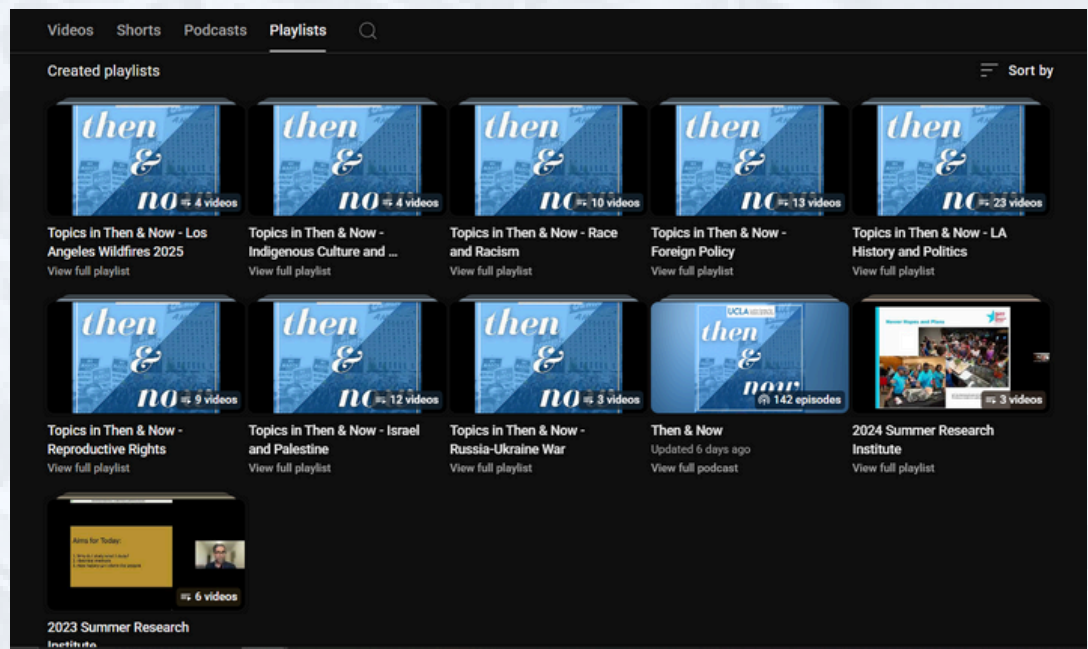 Videos Shorts Podcasts Playlists
Created playlists
Sort by
then
&
no
4 videos
then
&
no
4 videos
then
&
no
10 videos
then
&
no
13 videos
then
&
no
23 videos
Topics in Then & Now - Los
Angeles Wildfires 2025
View full playlist
Topics in Then & Now -
Indigenous Culture and ...
View full playlist
Topics in Then & Now - Race
and Racism
View full playlist
Topics in Then & Now -
Foreign Policy
View full playlist
Topics in Then & Now - LA
History and Politics
View full playlist
then
&
no
9 videos
then
&
no
12 videos
then
&
no
3 videos
UCLA
then
&
now
142 episodes
3 videos
Topics in Then & Now -
Reproductive Rights
View full playlist
Topics in Then & Now - Israel
and Palestine
View full playlist
Topics in Then & Now -
Russia-Ukraine War
View full playlist
Then & Now
Updated 6 days ago
View full podcast
2024 Summer Research
Institute
View full playlist
Aims for Today:
6 videos
2023 Summer Research
Institute